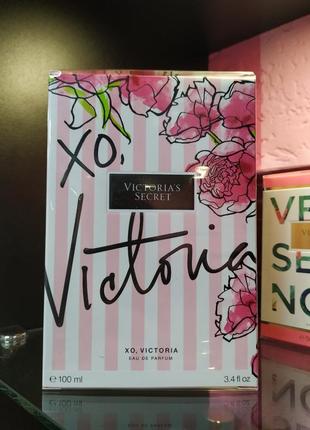 XO,
VICTORIA'S
SECRET
Victoria
XO, VICTORIA
EAU DE PARFUM
e 100 ml
3.4 fl oz
VE
SE
NO